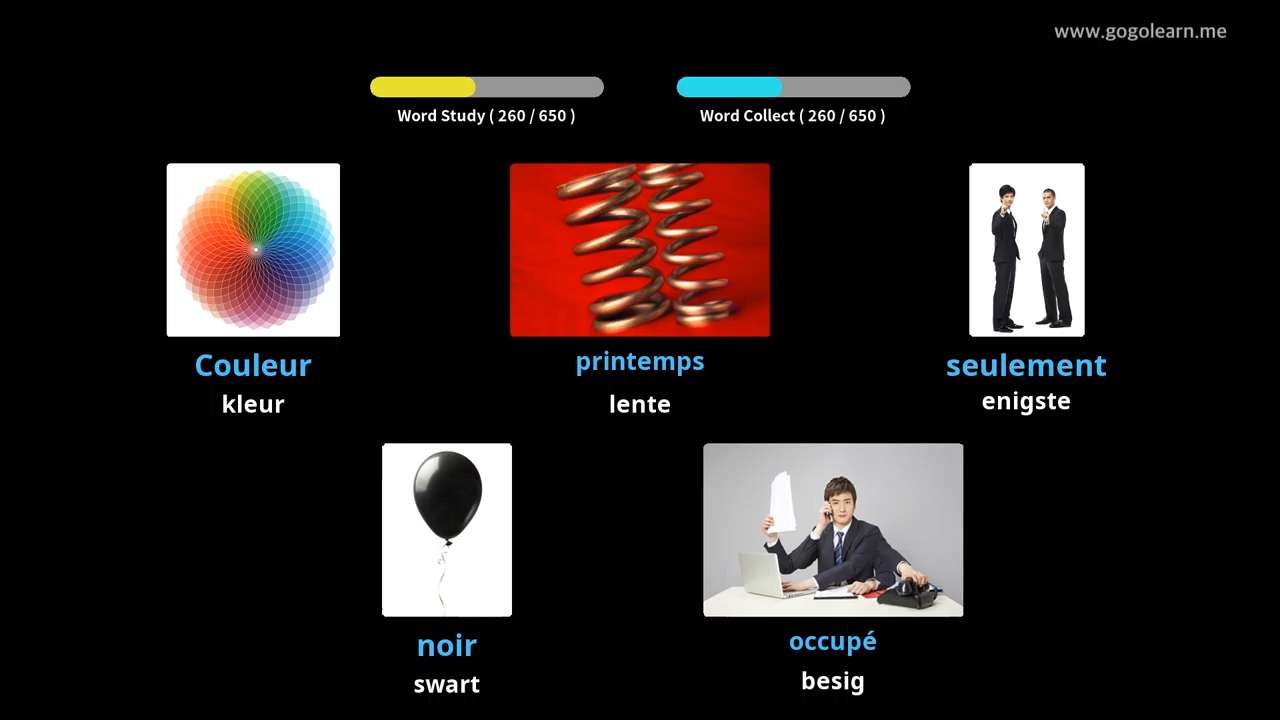 www.gogolearn.me
Word Study ( 260 / 650 )
Word Collect ( 260 / 650 )
Couleur
kleur
printemps
lente
seulement
enigste
noir
swart
occupé
besig